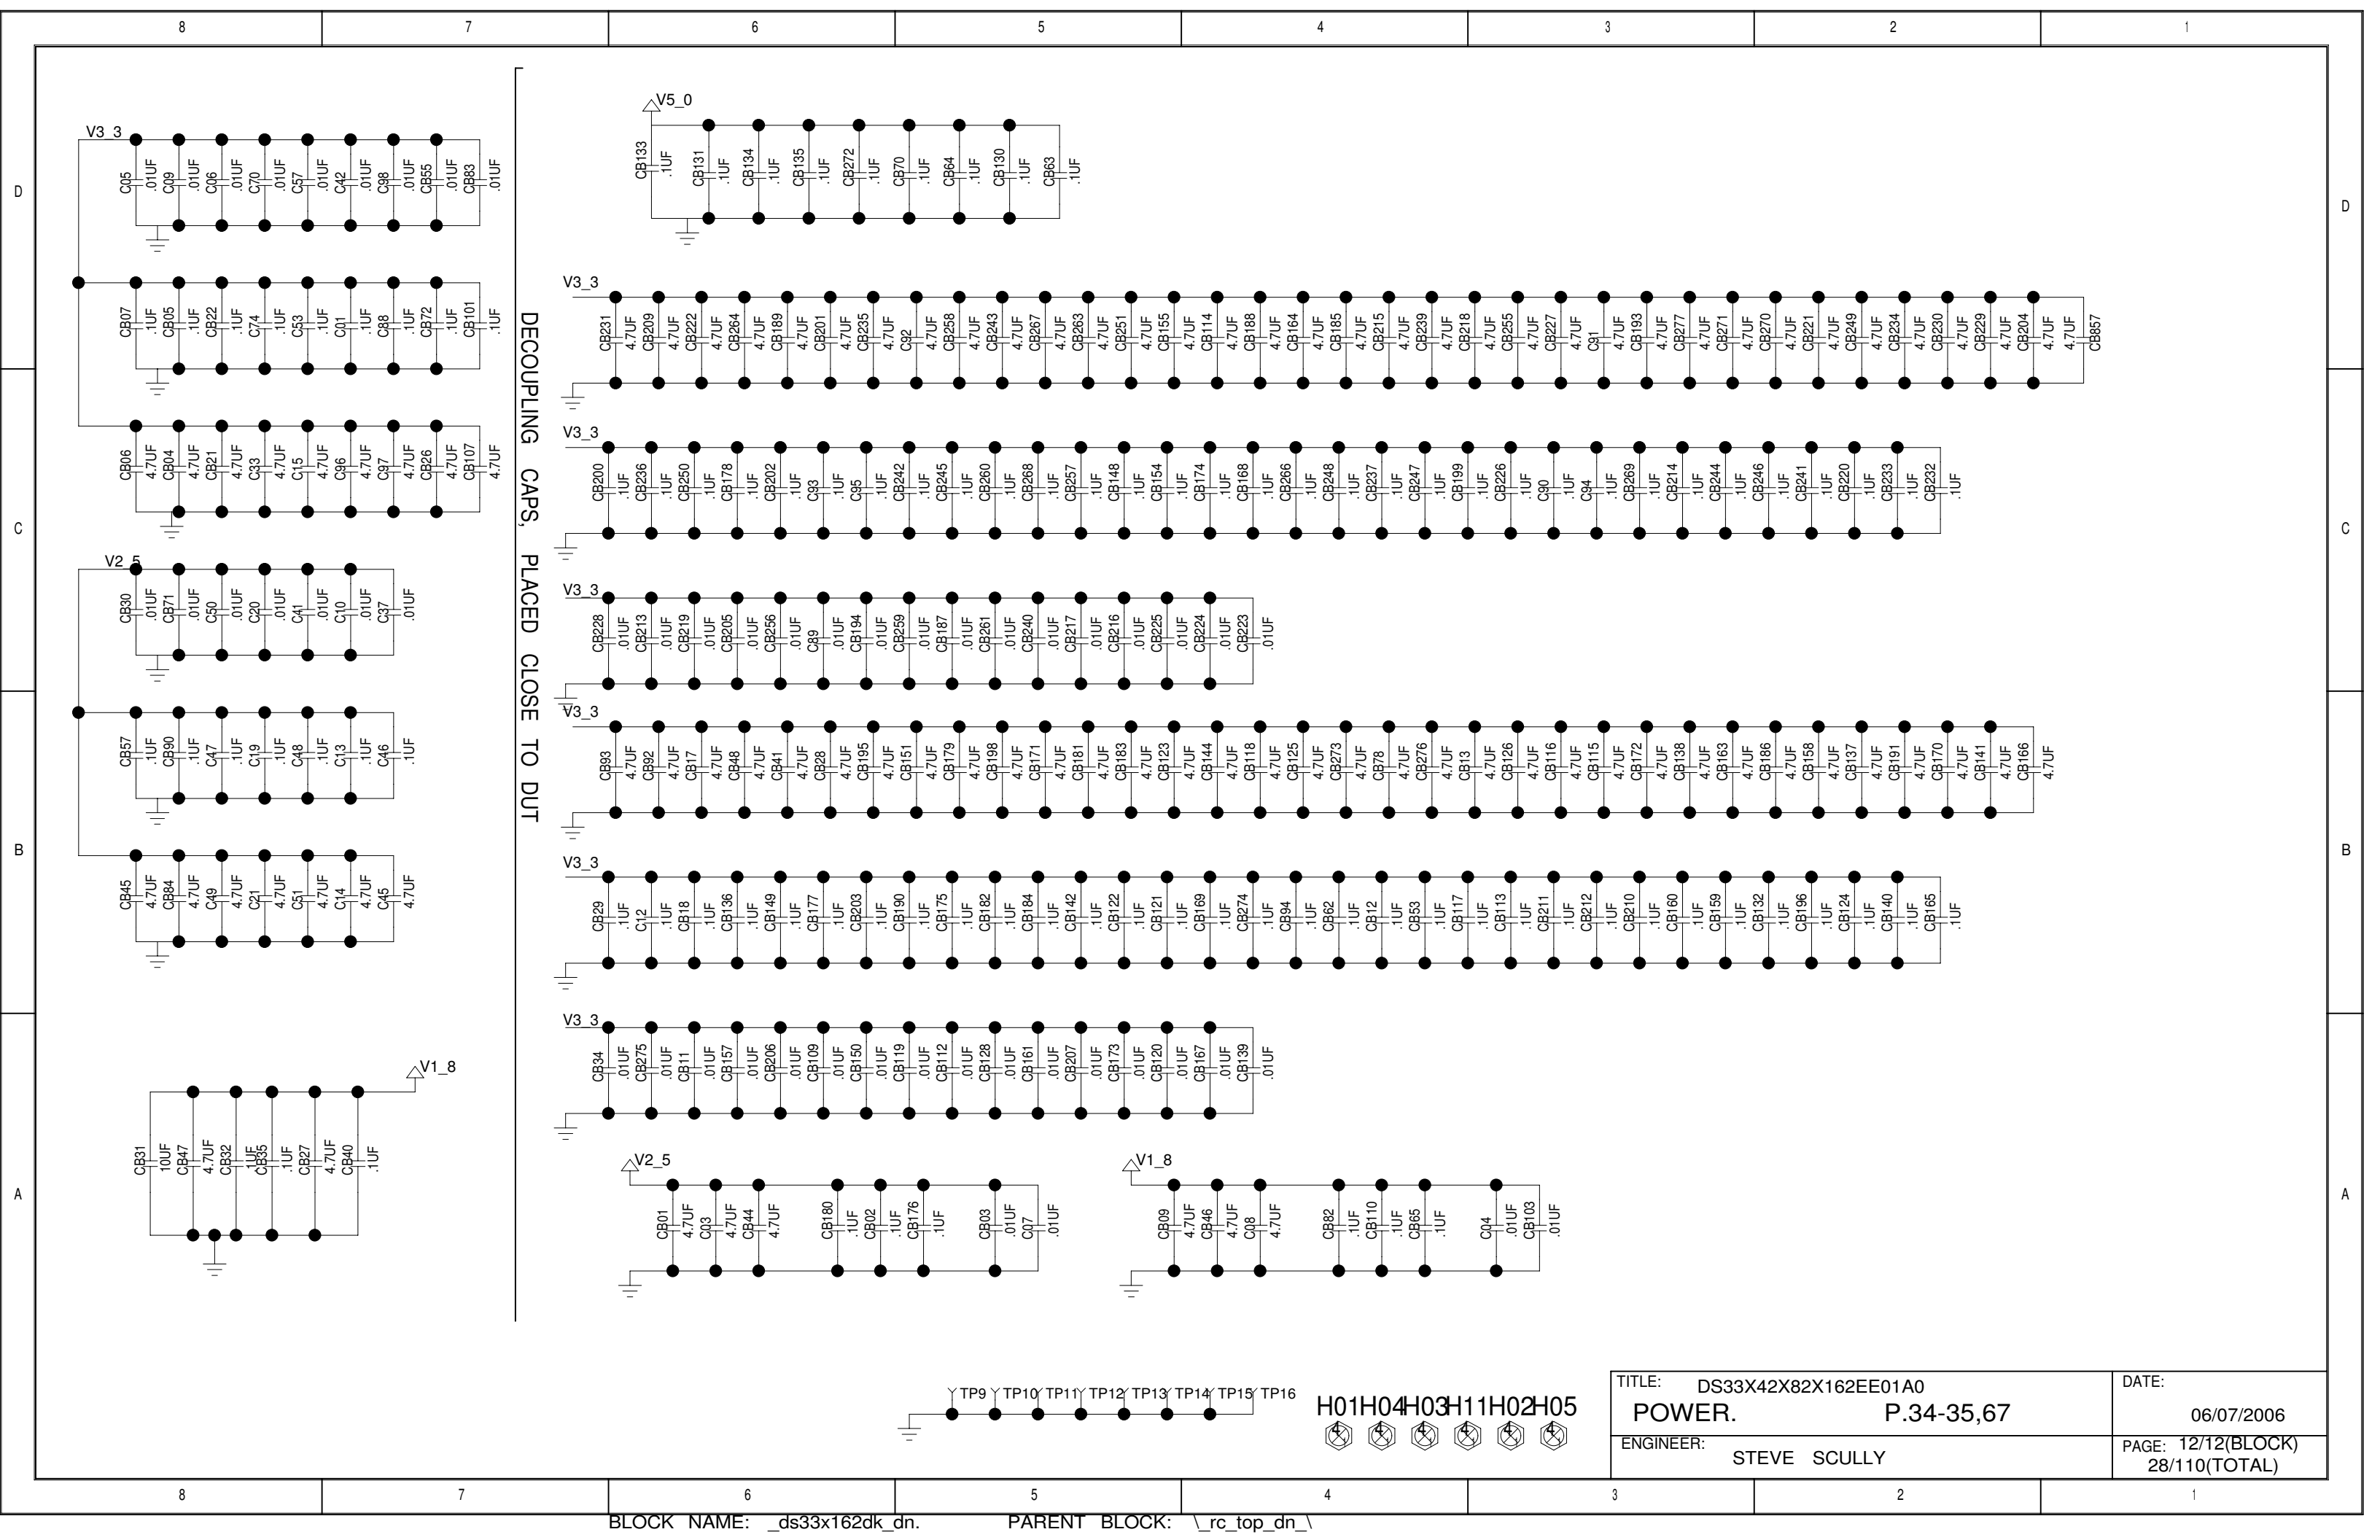 8 7 6 5 4 3 2 1
D
C
B
A
D
C
B
A
V3_3
C05 .01UF C09 .01UF C06 .01UF C70 .01UF C57 .01UF C42 .01UF C98 .01UF CB55 .01UF CB83 .01UF
CB07 .1UF CB05 .1UF CB22 .1UF C74 .1UF C53 .1UF C01 .1UF C88 .1UF CB72 .1UF CB101 .1UF
CB06 4.7UF CB04 4.7UF CB21 4.7UF C33 4.7UF C15 4.7UF C96 4.7UF C97 4.7UF CB26 4.7UF CB107 4.7UF
V2_5
CB30 .01UF CB71 .01UF C50 .01UF C20 .01UF C41 .01UF C10 .01UF C37 .01UF
CB57 .1UF CB90 .1UF C47 .1UF C19 .1UF C48 .1UF C13 .1UF C46 .1UF
CB45 4.7UF CB84 4.7UF C49 4.7UF C21 4.7UF C51 4.7UF C14 4.7UF C45 4.7UF
V1_8
CB31 10UF CB47 4.7UF CB32 .1UF CB35 .1UF CB27 4.7UF CB40 .1UF
DECOUPLING CAPS, PLACED CLOSE TO DUT
V5_0
CB133 .1UF CB131 .1UF CB134 .1UF CB135 .1UF CB272 .1UF CB70 .1UF CB64 .1UF CB130 .1UF CB63 .1UF
V3_3
CB231 4.7UF CB209 4.7UF CB222 4.7UF CB264 4.7UF CB189 4.7UF CB201 4.7UF CB235 4.7UF C92 4.7UF CB258 4.7UF CB243 4.7UF CB267 4.7UF CB263 4.7UF CB251 4.7UF CB155 4.7UF CB114 4.7UF CB188 4.7UF CB164 4.7UF CB185 4.7UF CB215 4.7UF CB239 4.7UF CB218 4.7UF CB255 4.7UF CB227 4.7UF C91 4.7UF CB193 4.7UF CB277 4.7UF CB271 4.7UF CB270 4.7UF CB221 4.7UF CB249 4.7UF CB234 4.7UF CB230 4.7UF CB229 4.7UF CB204 4.7UF 4.7UF CB857
V3_3
CB200 .1UF CB236 .1UF CB250 .1UF CB178 .1UF CB202 .1UF C93 .1UF C95 .1UF CB242 .1UF CB245 .1UF CB260 .1UF CB268 .1UF CB257 .1UF CB148 .1UF CB154 .1UF CB174 .1UF CB168 .1UF CB266 .1UF CB248 .1UF CB237 .1UF CB247 .1UF CB199 .1UF CB226 .1UF C90 .1UF C94 .1UF CB269 .1UF CB214 .1UF CB244 .1UF CB246 .1UF CB241 .1UF CB220 .1UF CB233 .1UF CB232 .1UF
V3_3
CB228 .01UF CB213 .01UF CB219 .01UF CB205 .01UF CB256 .01UF C89 .01UF CB194 .01UF CB259 .01UF CB187 .01UF CB261 .01UF CB240 .01UF CB217 .01UF CB216 .01UF CB225 .01UF CB224 .01UF CB223 .01UF
V3_3
CB93 4.7UF CB92 4.7UF CB17 4.7UF CB48 4.7UF CB41 4.7UF CB28 4.7UF CB195 4.7UF CB151 4.7UF CB179 4.7UF CB198 4.7UF CB171 4.7UF CB181 4.7UF CB183 4.7UF CB123 4.7UF CB144 4.7UF CB118 4.7UF CB125 4.7UF CB273 4.7UF CB78 4.7UF CB276 4.7UF CB13 4.7UF CB126 4.7UF CB116 4.7UF CB115 4.7UF CB172 4.7UF CB138 4.7UF CB163 4.7UF CB186 4.7UF CB158 4.7UF CB137 4.7UF CB191 4.7UF CB170 4.7UF CB141 4.7UF CB166 4.7UF
V3_3
CB29 .1UF C12 .1UF CB18 .1UF CB136 .1UF CB149 .1UF CB177 .1UF CB203 .1UF CB190 .1UF CB175 .1UF CB182 .1UF CB184 .1UF CB142 .1UF CB122 .1UF CB121 .1UF CB169 .1UF CB274 .1UF CB94 .1UF CB62 .1UF CB12 .1UF CB53 .1UF CB117 .1UF CB113 .1UF CB211 .1UF CB212 .1UF CB210 .1UF CB160 .1UF CB159 .1UF CB132 .1UF CB196 .1UF CB124 .1UF CB140 .1UF CB165 .1UF
V3_3
CB34 .01UF CB275 .01UF CB11 .01UF CB157 .01UF CB206 .01UF CB109 .01UF CB150 .01UF CB119 .01UF CB112 .01UF CB128 .01UF CB161 .01UF CB207 .01UF CB173 .01UF CB120 .01UF CB167 .01UF CB139 .01UF
V2_5
CB01 4.7UF C03 4.7UF CB44 4.7UF CB180 .1UF CB02 .1UF CB176 .1UF CB03 .01UF C07 .01UF
V1_8
CB09 4.7UF CB46 4.7UF C08 4.7UF CB82 .1UF CB110 .1UF CB65 .1UF C04 .01UF CB103 .01UF
TP9 TP10 TP11 TP12 TP13 TP14 TP15 TP16
H01 H04 H03 H11 H02 H05
TITLE: DS33X42X82X162EE01A0
POWER. P.34-35,67
DATE:
06/07/2006
ENGINEER: STEVE SCULLY
PAGE: 12/12(BLOCK)
28/110(TOTAL)
8 7 6 5 4 3 2 1
BLOCK NAME: _ds33x162dk_dn. PARENT BLOCK: \_rc_top_dn_\